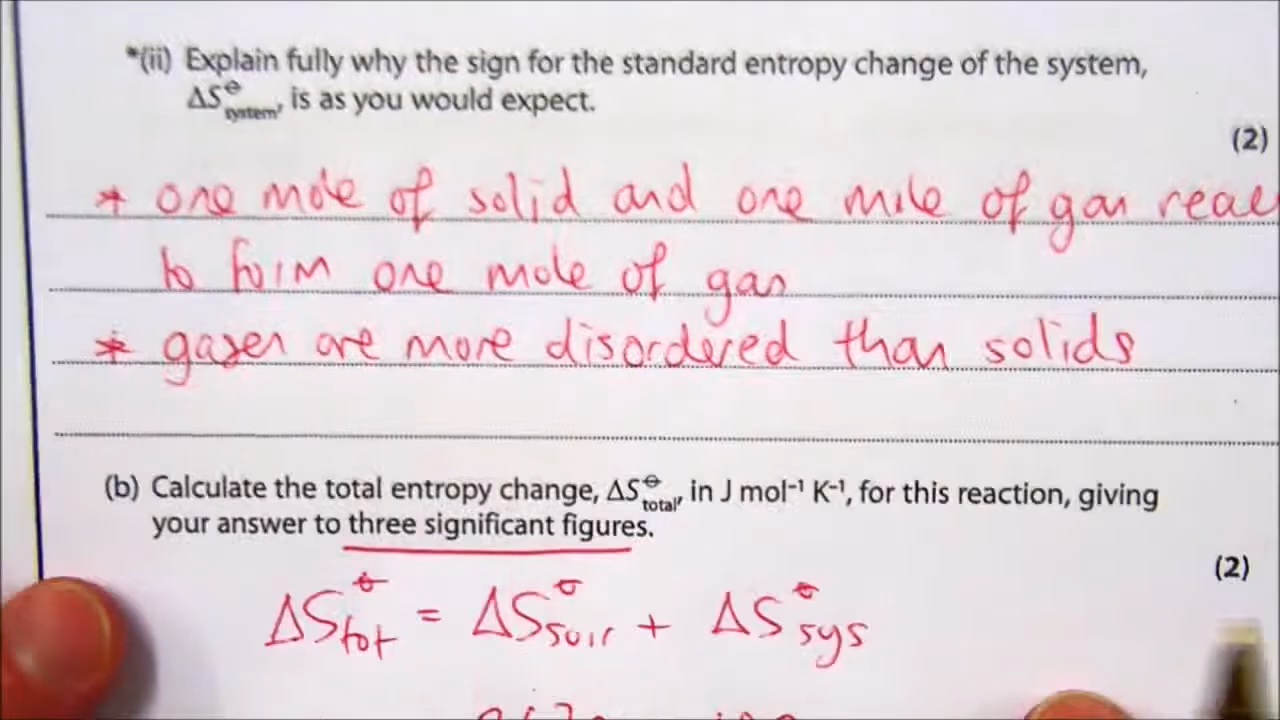 *(ii) Explain fully why the sign for the standard entropy change of the system,
ΔS⦵system, is as you would expect.
(2)
* one mole of solid and one mole of gas
to form one mole of gas
* gases are more disordered than solids
(b) Calculate the total entropy change, ΔS⦵total, in J mol⁻¹ K⁻¹, for this reaction, giving
your answer to three significant figures.
(2)
ΔS⦵tot = ΔS⦵surr + ΔS⦵sys